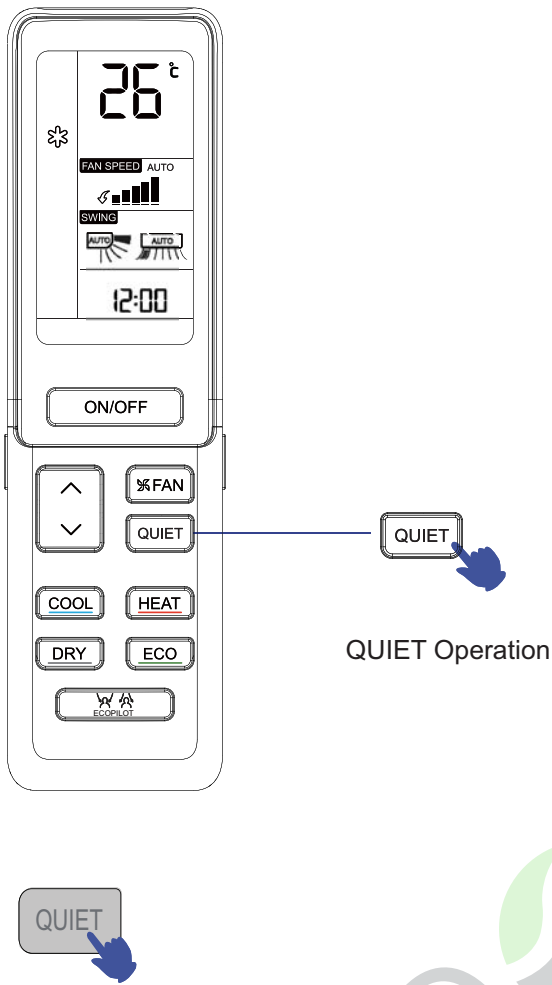 26 °c
FAN SPEED AUTO
SWING
AUTO AUTO
12:00
ON/OFF
FAN
QUIET
QUIET
COOL HEAT
DRY ECO
ECOPILOT
QUIET Operation
QUIET